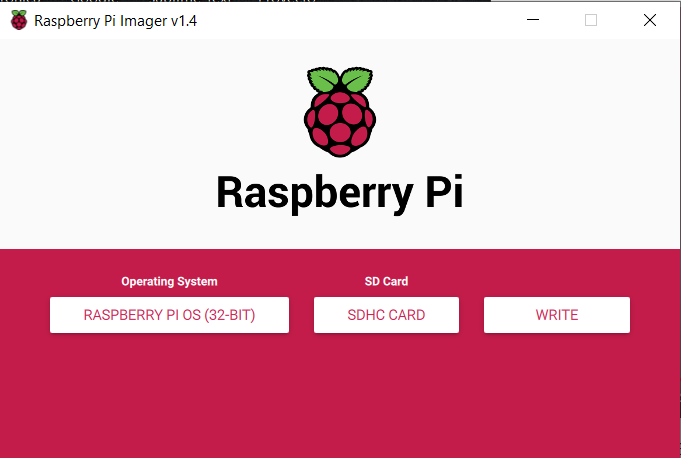 Raspberry Pi Imager v1.4
Raspberry Pi
Operating System
SD Card
RASPBERRY PI OS (32-BIT)
SDHC CARD
WRITE